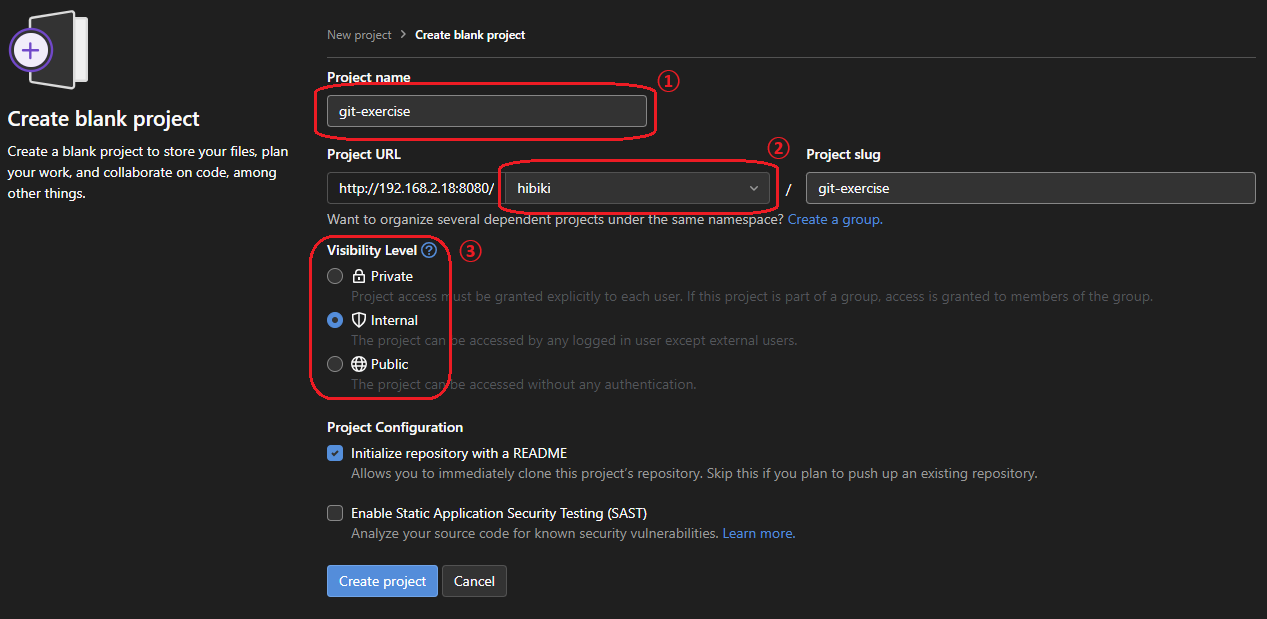 Create blank project
Create a blank project to store your files, plan
your work, and collaborate on code, among
other things.
New project > Create blank project
Project name
①
git-exercise
Project URL
②
Project slug
http://192.168.2.18:8080/
hibiki
/
git-exercise
Want to organize several dependent projects under the same namespace? Create a group.
Visibility Level ?
③
Private
Project access must be granted explicitly to each user. If this project is part of a group, access is granted to members of the group.
Internal
The project can be accessed by any logged in user except external users.
Public
The project can be accessed without any authentication.
Project Configuration
Initialize repository with a README
Allows you to immediately clone this project's repository. Skip this if you plan to push up an existing repository.
Enable Static Application Security Testing (SAST)
Analyze your source code for known security vulnerabilities. Learn more.
Create project
Cancel